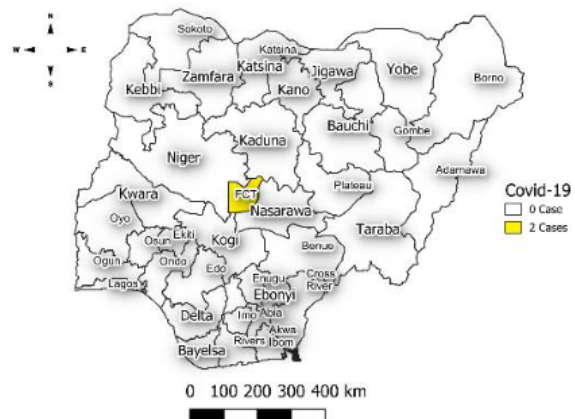 N
W E
S
Sokoto
Katsina
Zamfara Katsina Jigawa Yobe
Kebbi Kano Borno
Kaduna Bauchi Gombe
Niger Adamawa
FCT Plateau
Kwara Nasarawa
Oyo Taraba
Osun Ekiti Kogi Benue
Ogun Ondo Edo Enugu Cross
Lagos Ebonyi River
Delta Imo Abia
Akwa
Bayelsa Rivers Ibom
Covid-19
0 Case
2 Cases
0 100 200 300 400 km